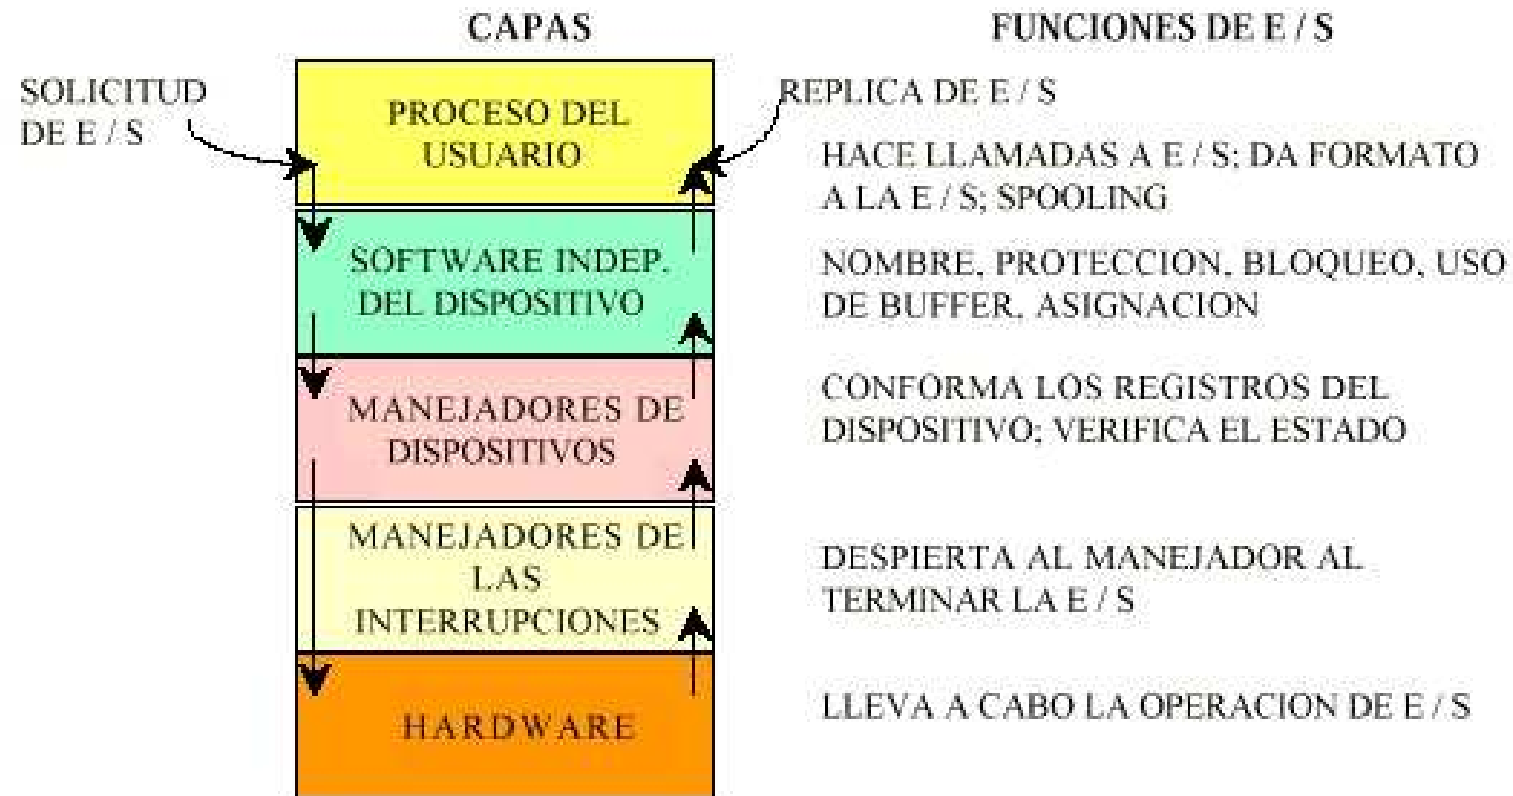 CAPAS
FUNCIONES DE E / S
SOLICITUD
DE E / S
PROCESO DEL
USUARIO
REPLICA DE E / S
HACE LLAMADAS A E / S; DA FORMATO
A LA E / S; SPOOLING
SOFTWARE INDEP.
DEL DISPOSITIVO
NOMBRE, PROTECCION, BLOQUEO, USO
DE BUFFER, ASIGNACION
MANEJADORES DE
DISPOSITIVOS
CONFORMA LOS REGISTROS DEL
DISPOSITIVO; VERIFICA EL ESTADO
MANEJADORES DE
LAS
INTERRUPCIONES
DESPIERTA AL MANEJADOR AL
TERMINAR LA E / S
HARDWARE
LLEVA A CABO LA OPERACION DE E / S